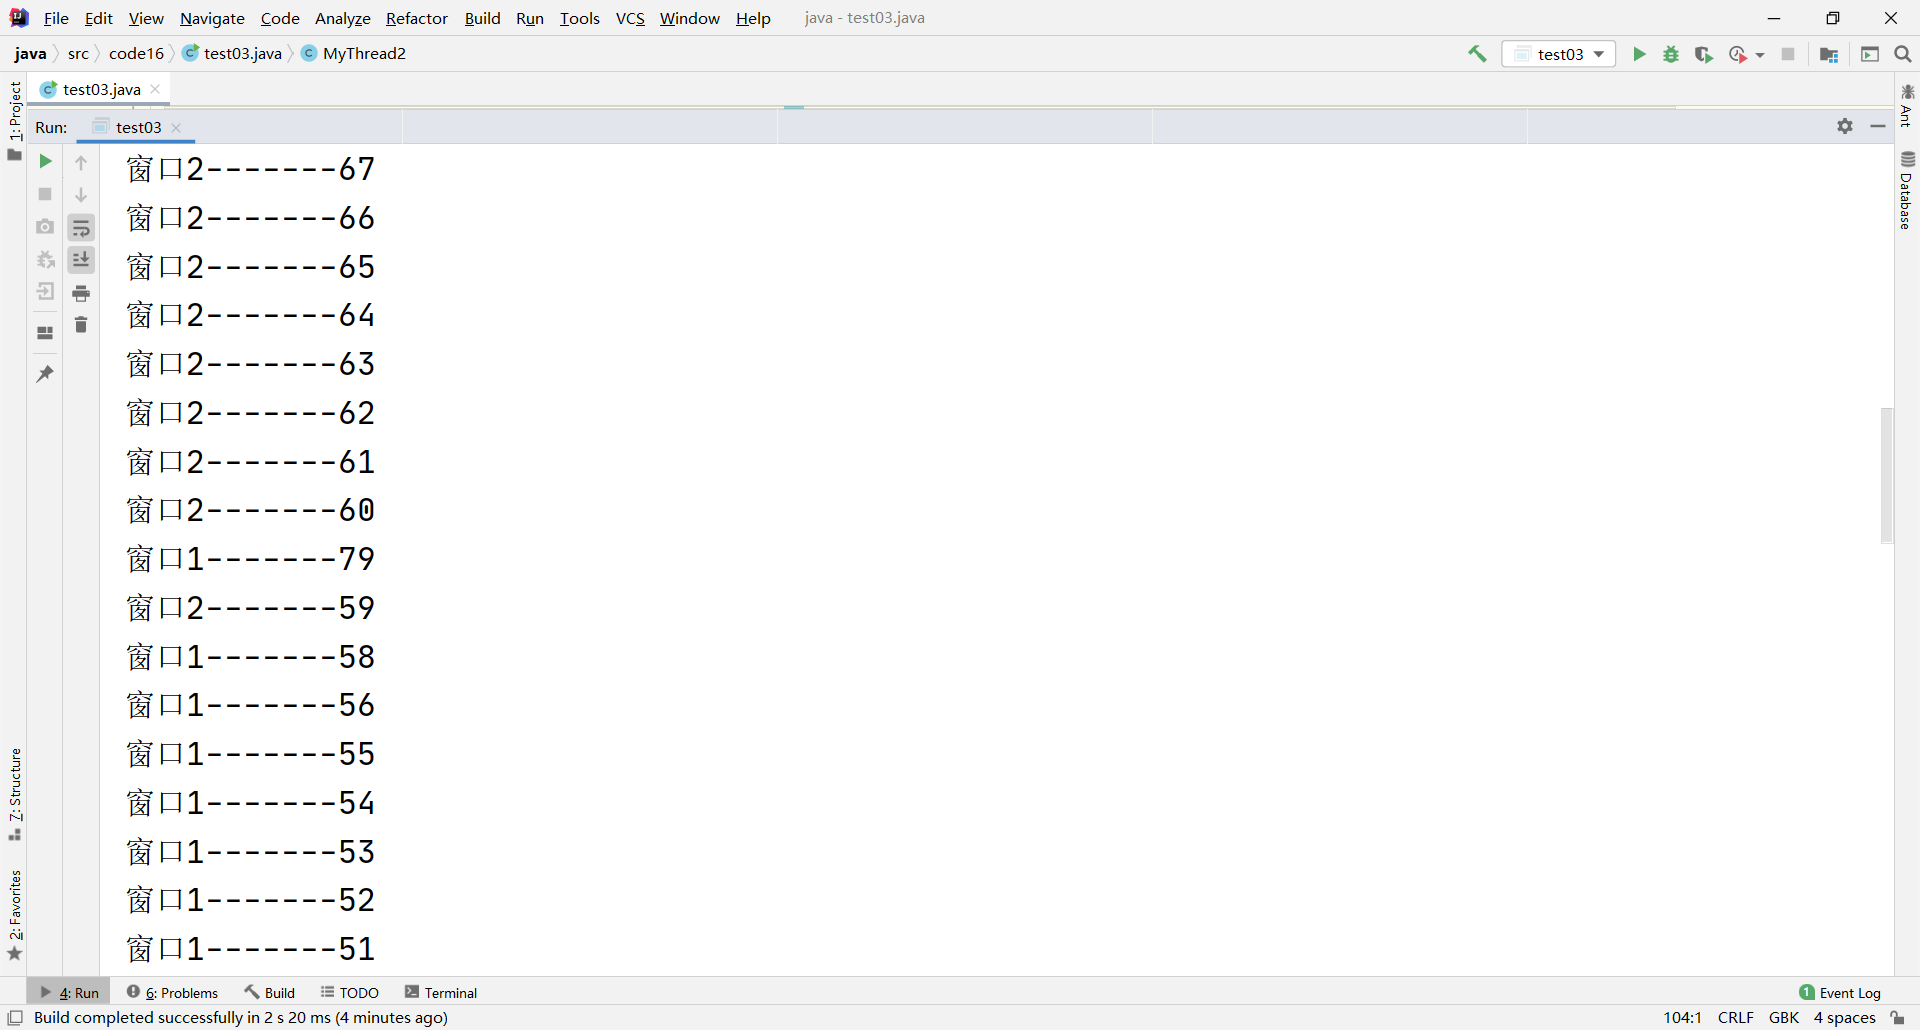 File Edit View Navigate Code Analyze Refactor Build Run Tools VCS Window Help java - test03.java
java src code16 test03.java MyThread2 test03
test03.java
Run: test03
1: Project
7: Structure
2: Favorites
Ant
Database
窗口2-------67
窗口2-------66
窗口2-------65
窗口2-------64
窗口2-------63
窗口2-------62
窗口2-------61
窗口2-------60
窗口1-------79
窗口2-------59
窗口1-------58
窗口1-------56
窗口1-------55
窗口1-------54
窗口1-------53
窗口1-------52
窗口1-------51
4: Run 6: Problems Build TODO Terminal 1 Event Log
Build completed successfully in 2 s 20 ms (4 minutes ago) 104:1 CRLF GBK 4 spaces